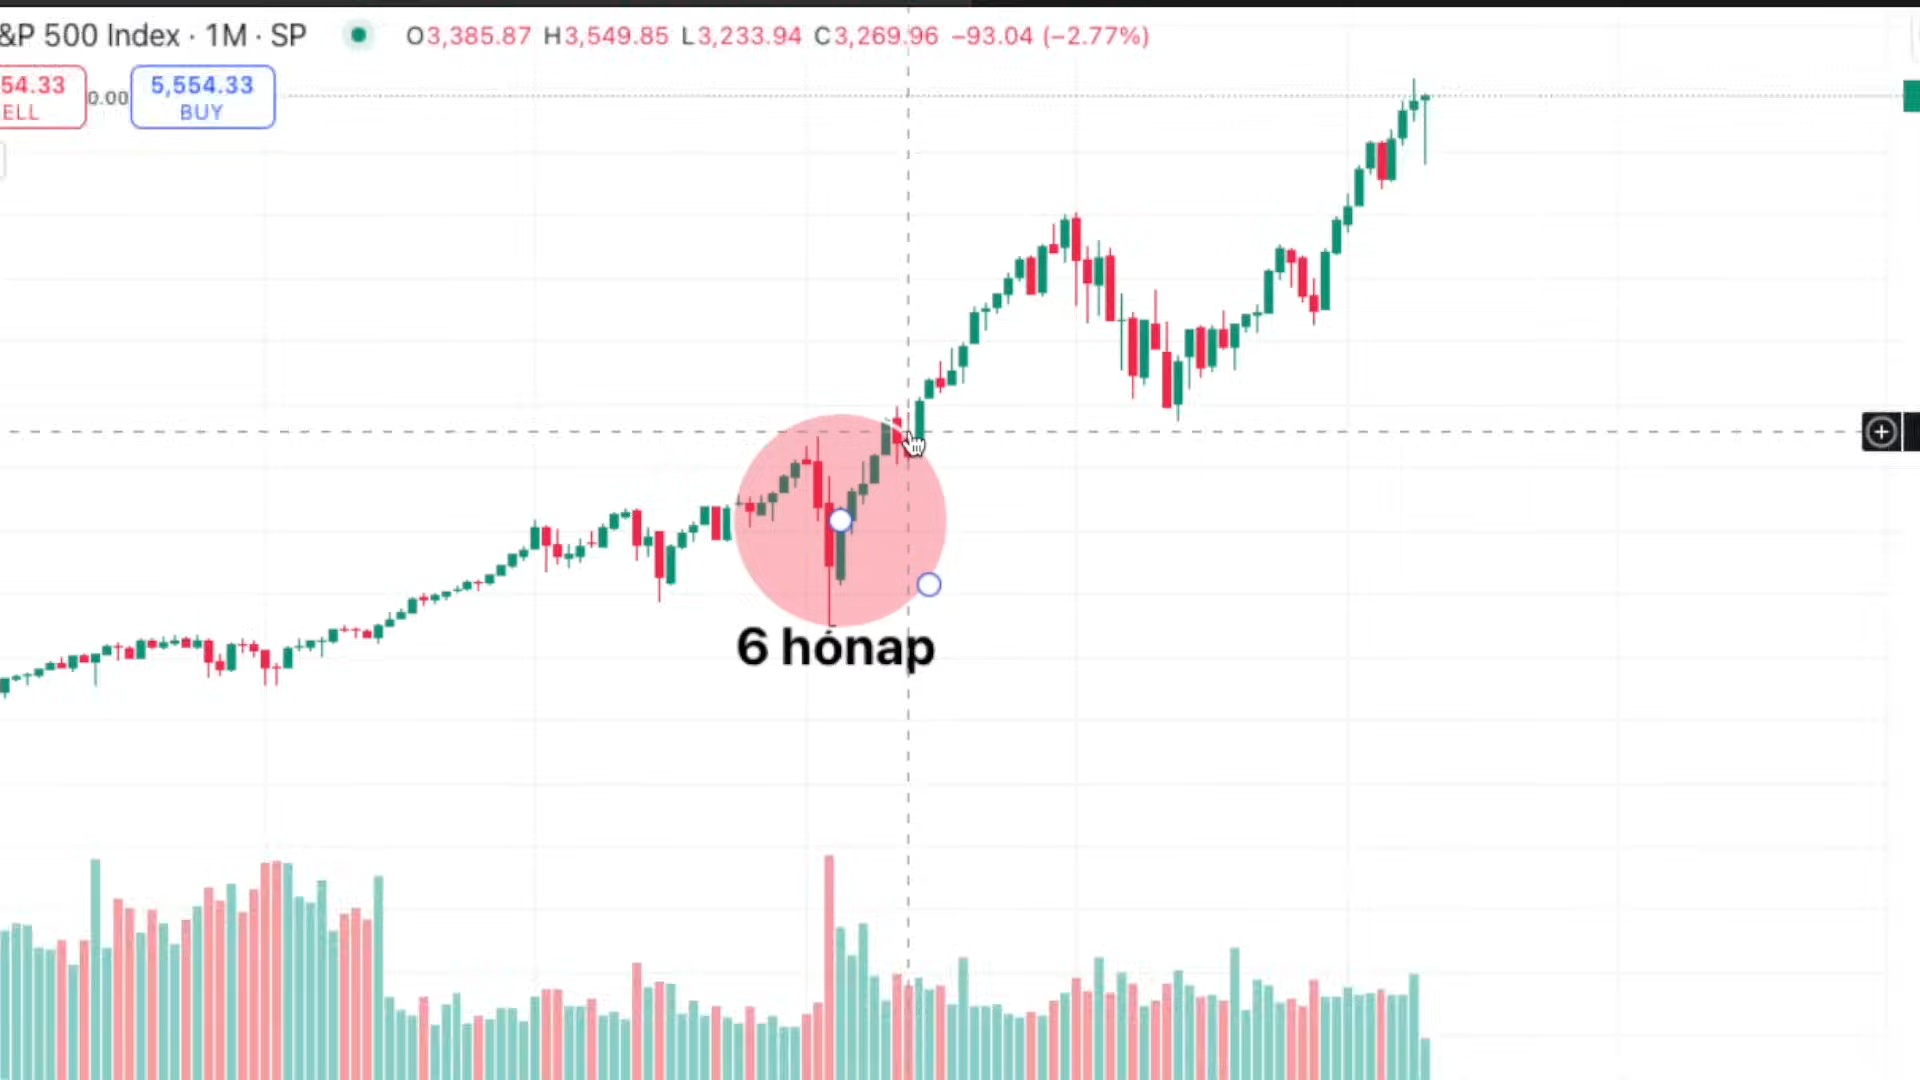 &P 500 Index · 1M · SP O3,385.87 H3,549.85 L3,233.94 C3,269.96 −93.04 (−2.77%)
54.33 0.00 5,554.33
ELL BUY
6 hónap